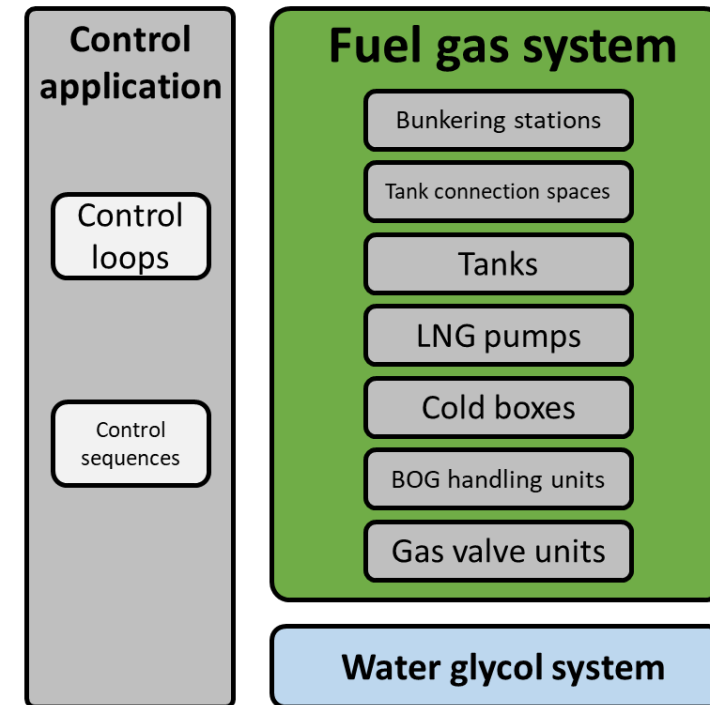 Control
application
Control
loops
Control
sequences
Fuel gas system
Bunkering stations
Tank connection spaces
Tanks
LNG pumps
Cold boxes
BOG handling units
Gas valve units
Water glycol system